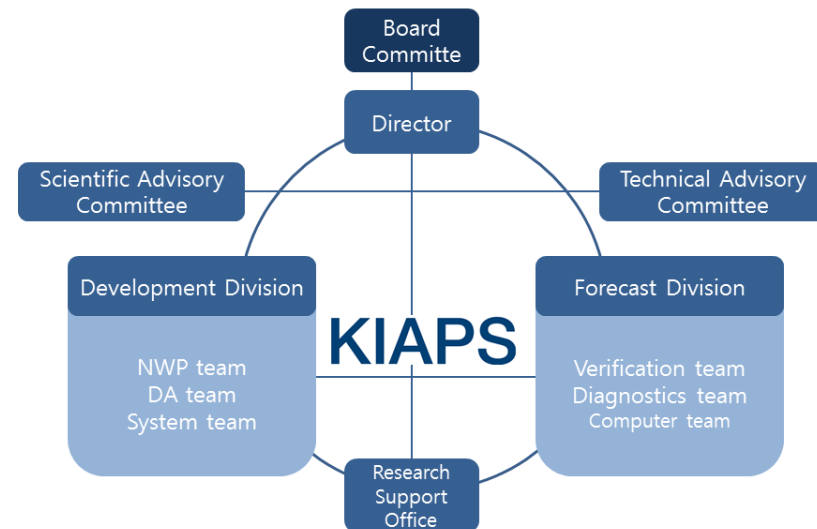 Board
Committe
Director
Scientific Advisory
Committee
Technical Advisory
Committee
Development Division
NWP team
DA team
System team
KIAPS
Forecast Division
Verification team
Diagnostics team
Computer team
Research
Support
Office